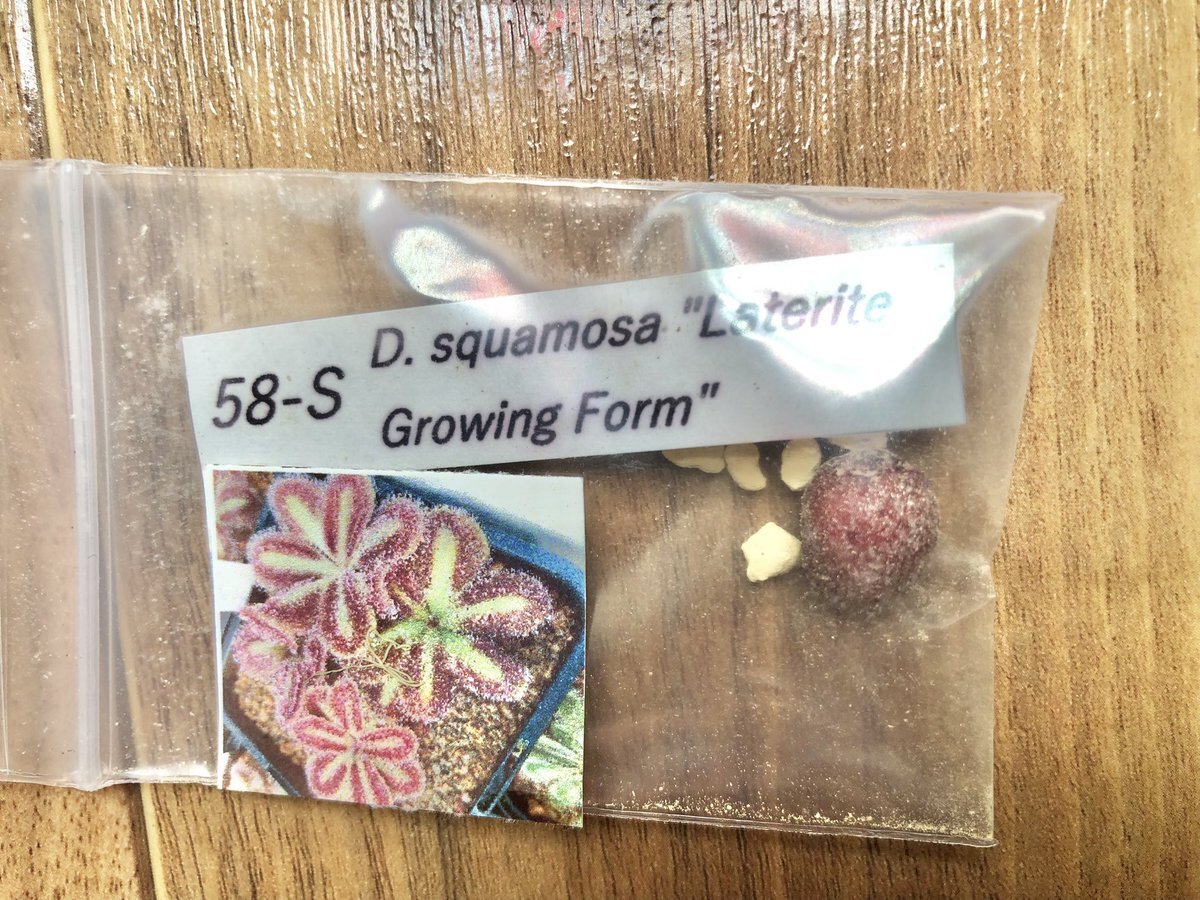 58-S
D. squamosa "Laterite
Growing Form"